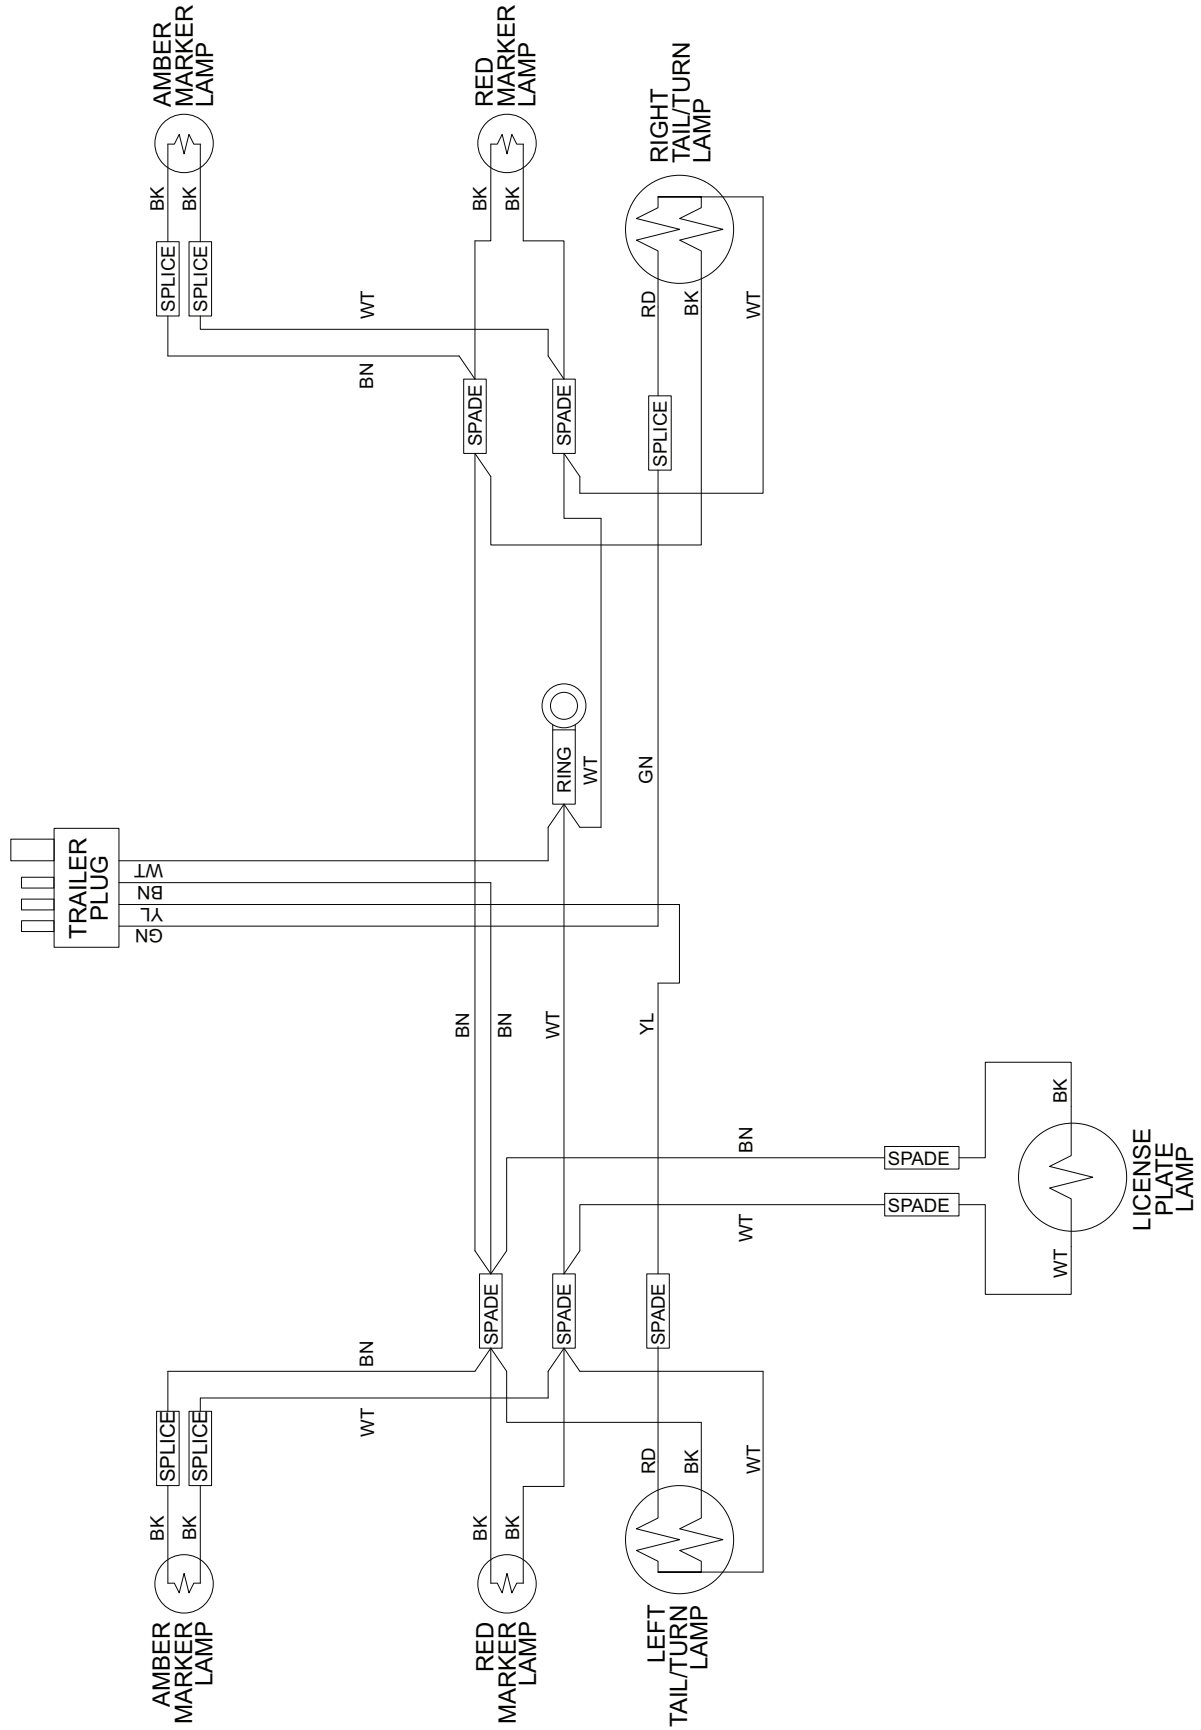 AMBER
MARKER
LAMP
RED
MARKER
LAMP
RIGHT
TAIL/TURN
LAMP
BK
BK
BK
BK
SPLICE
SPLICE
WT
BN
RD
BK
WT
SPADE
SPADE
SPLICE
TRAILER
PLUG
WT
BN
YL
GN
RING
WT
GN
BN
BN
WT
YL
BN
WT
SPADE
SPADE
BK
WT
LICENSE
PLATE
LAMP
SPADE
SPADE
SPADE
BN
WT
SPLICE
SPLICE
BK
BK
BK
BK
RD
BK
WT
AMBER
MARKER
LAMP
RED
MARKER
LAMP
LEFT
TAIL/TURN
LAMP